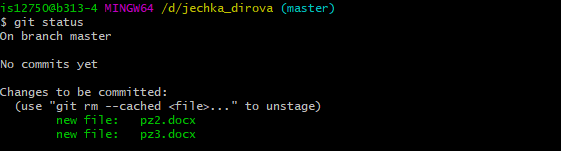 is12750@b313-4 MINGW64 /d/jechka_dirova (master)
$ git status
On branch master
No commits yet
Changes to be committed:
(use "git rm --cached <file>..." to unstage)
new file: pz2.docx
new file: pz3.docx